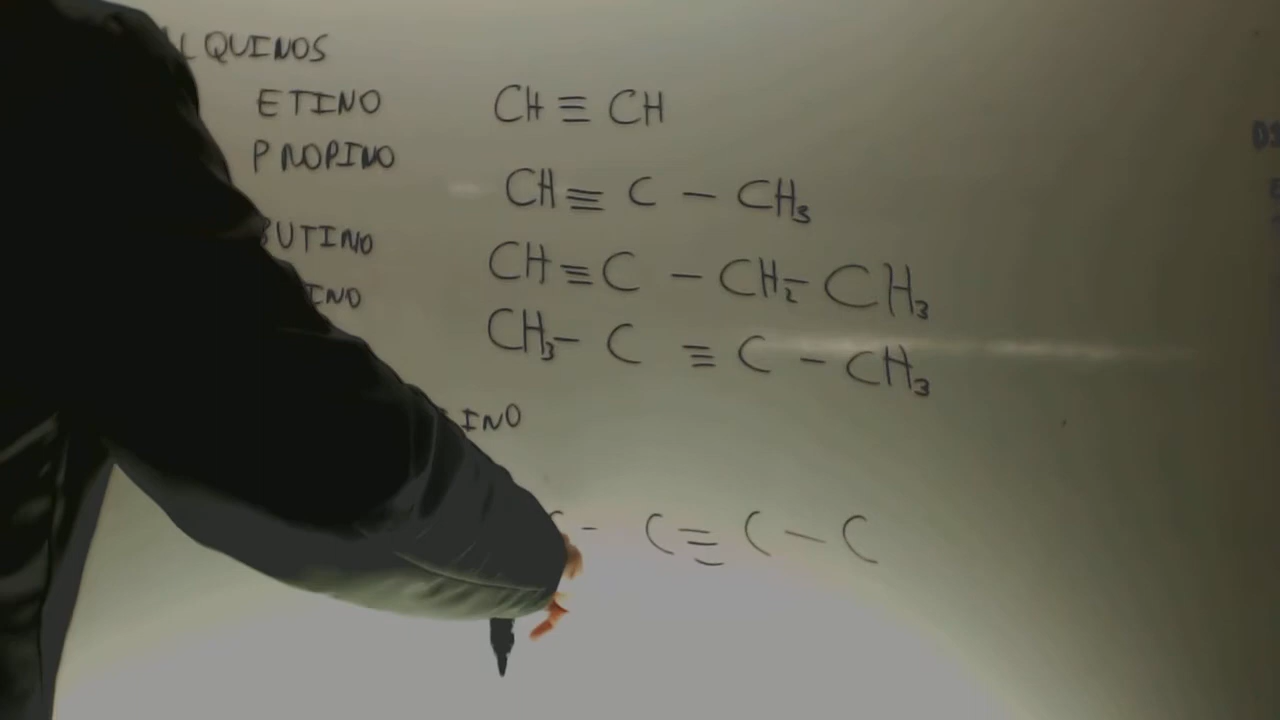 LQUINOS
ETINO CH ≡ CH
PROPINO CH ≡ C - CH₃
BUTINO CH ≡ C - CH₂- CH₃
INO CH₃- C ≡ C - CH₃
INO
C - C ≡ C - C